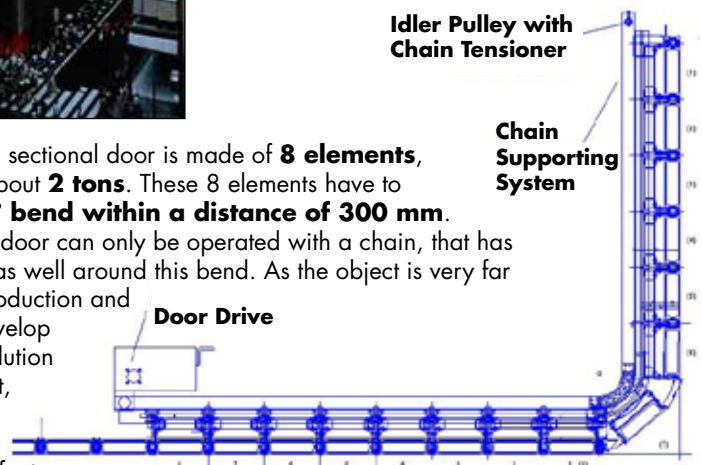 Idler Pulley with
Chain Tensioner
Chain
Supporting
System
sectional door is made of 8 elements,
bout 2 tons. These 8 elements have to
bend within a distance of 300 mm.
door can only be operated with a chain, that has
as well around this bend. As the object is very far
oduction and
Door Drive
velop
lution
t,